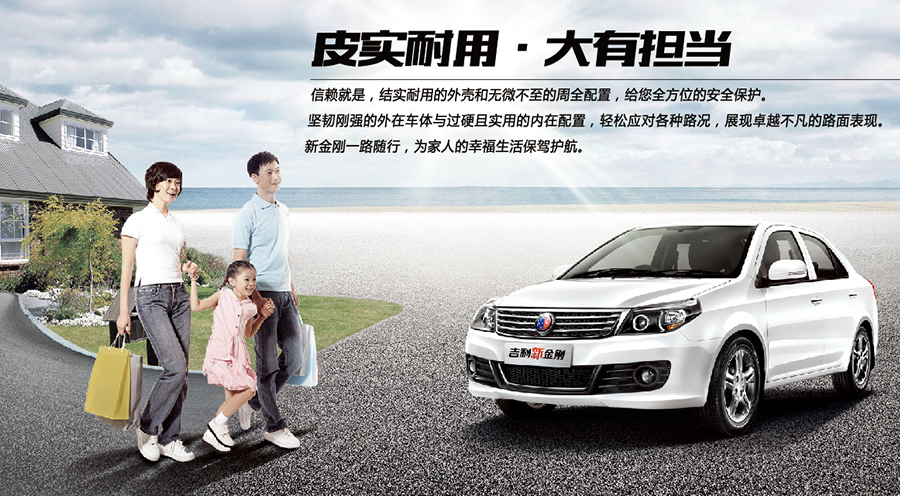 皮实耐用·大有担当
信赖就是，结实耐用的外壳和无微不至的周全配置，给您全方位的安全保护。
坚韧刚强的外在车体与过硬且实用的内在配置，轻松应对各种路况，展现卓越不凡的路面表现。
新金刚一路随行，为家人的幸福生活保驾护航。
吉利新金刚